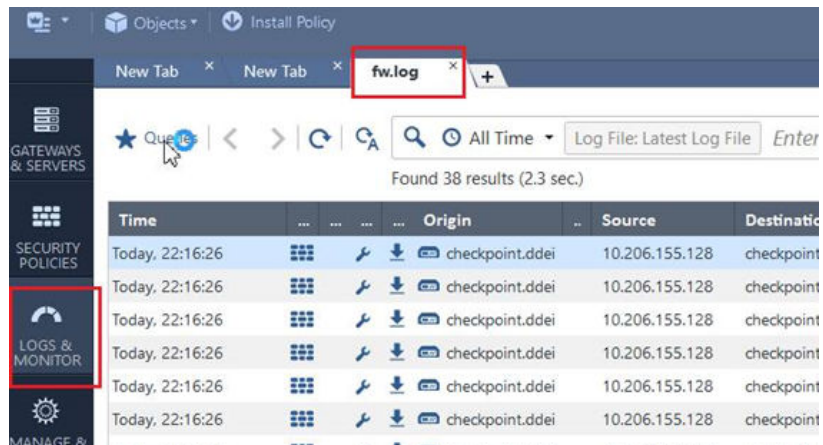 Objects Install Policy
New Tab × New Tab × fw.log × +
GATEWAYS
& SERVERS
SECURITY
POLICIES
LOGS &
MONITOR
MANAGE &
Queries All Time Log File: Latest Log File Enter
Found 38 results (2.3 sec.)
Time ... ... ... ... Origin .. Source Destinatic
Today, 22:16:26 checkpoint.ddei 10.206.155.128 checkpoint
Today, 22:16:26 checkpoint.ddei 10.206.155.128 checkpoint
Today, 22:16:26 checkpoint.ddei 10.206.155.128 checkpoint
Today, 22:16:26 checkpoint.ddei 10.206.155.128 checkpoint
Today, 22:16:26 checkpoint.ddei 10.206.155.128 checkpoint
Today, 22:16:26 checkpoint.ddei 10.206.155.128 checkpoint